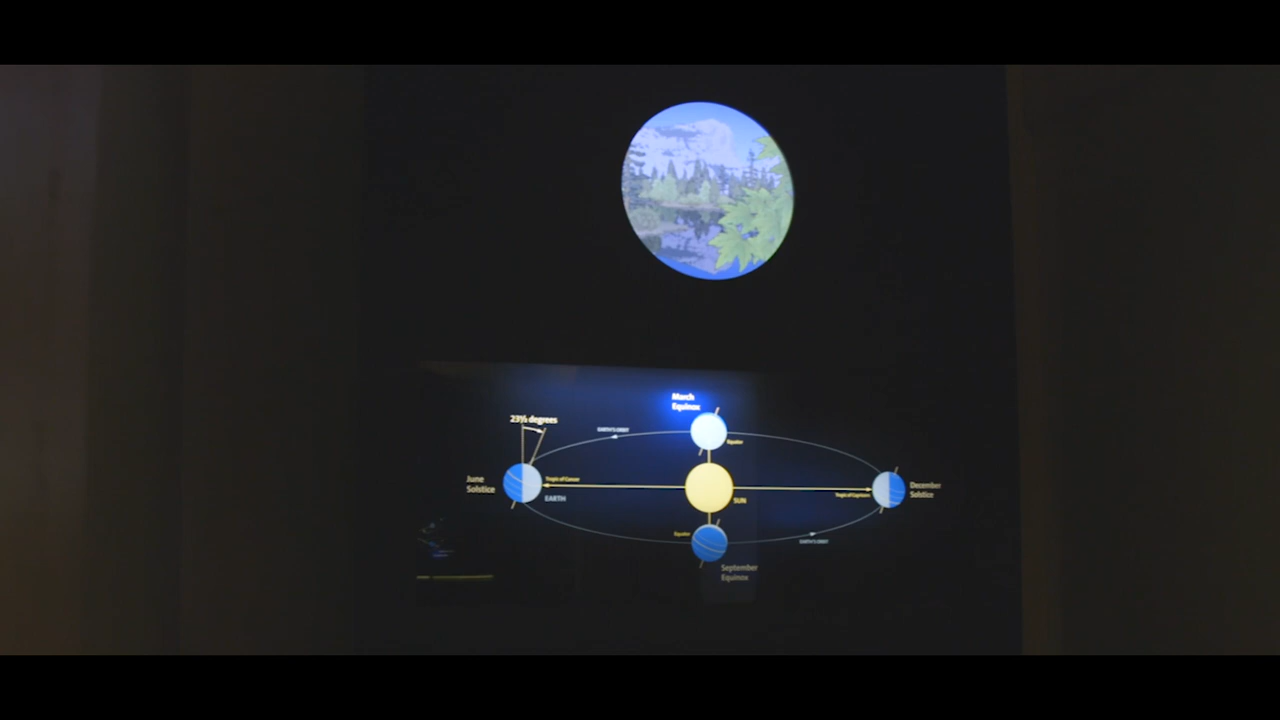 March
Equinox
23½ degrees
EARTH'S ORBIT
Equator
June
Solstice
Tropic of Cancer
EARTH
SUN
Tropic of Capricorn
December
Solstice
Equator
EARTH'S ORBIT
September
Equinox